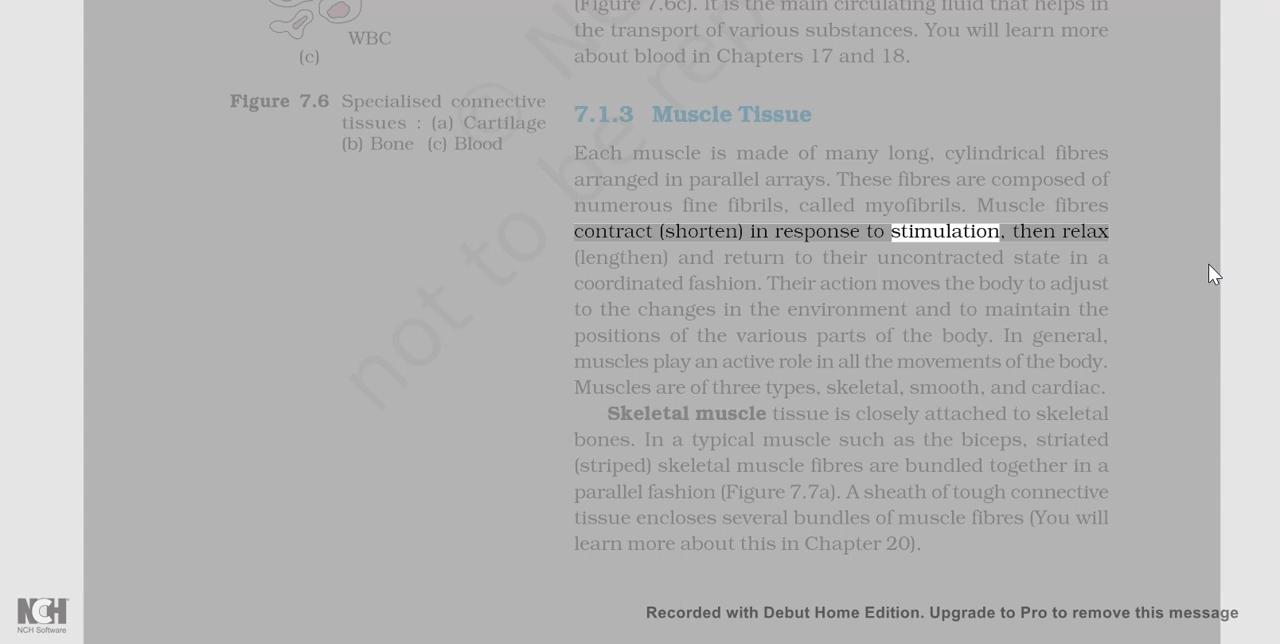 WBC
(c)
Figure 7.6 Specialised connective
tissues : (a) Cartilage
(b) Bone (c) Blood
(Figure 7.6c). It is the main circulating fluid that helps in
the transport of various substances. You will learn more
about blood in Chapters 17 and 18.
7.1.3 Muscle Tissue
Each muscle is made of many long, cylindrical fibres
arranged in parallel arrays. These fibres are composed of
numerous fine fibrils, called myofibrils. Muscle fibres
contract (shorten) in response to stimulation, then relax
(lengthen) and return to their uncontracted state in a
coordinated fashion. Their action moves the body to adjust
to the changes in the environment and to maintain the
positions of the various parts of the body. In general,
muscles play an active role in all the movements of the body.
Muscles are of three types, skeletal, smooth, and cardiac.
Skeletal muscle tissue is closely attached to skeletal
bones. In a typical muscle such as the biceps, striated
(striped) skeletal muscle fibres are bundled together in a
parallel fashion (Figure 7.7a). A sheath of tough connective
tissue encloses several bundles of muscle fibres (You will
learn more about this in Chapter 20).
not to be
NCH
NCH Software
Recorded with Debut Home Edition. Upgrade to Pro to remove this message